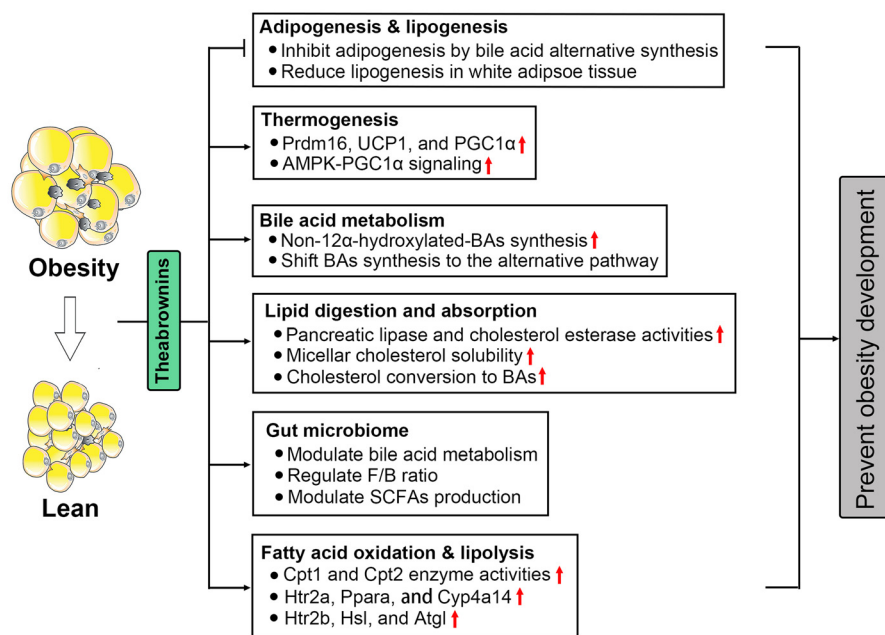 Obesity
Lean
Theabrownins
Adipogenesis & lipogenesis
• Inhibit adipogenesis by bile acid alternative synthesis
• Reduce lipogenesis in white adipsoe tissue
Thermogenesis
• Prdm16, UCP1, and PGC1α↑
• AMPK-PGC1α signaling↑
Bile acid metabolism
• Non-12α-hydroxylated-BAs synthesis↑
• Shift BAs synthesis to the alternative pathway
Lipid digestion and absorption
• Pancreatic lipase and cholesterol esterase activities↑
• Micellar cholesterol solubility↑
• Cholesterol conversion to BAs↑
Gut microbiome
• Modulate bile acid metabolism
• Regulate F/B ratio
• Modulate SCFAs production
Fatty acid oxidation & lipolysis
• Cpt1 and Cpt2 enzyme activities↑
• Htr2a, Ppara, and Cyp4a14↑
• Htr2b, Hsl, and Atgl↑
Prevent obesity development